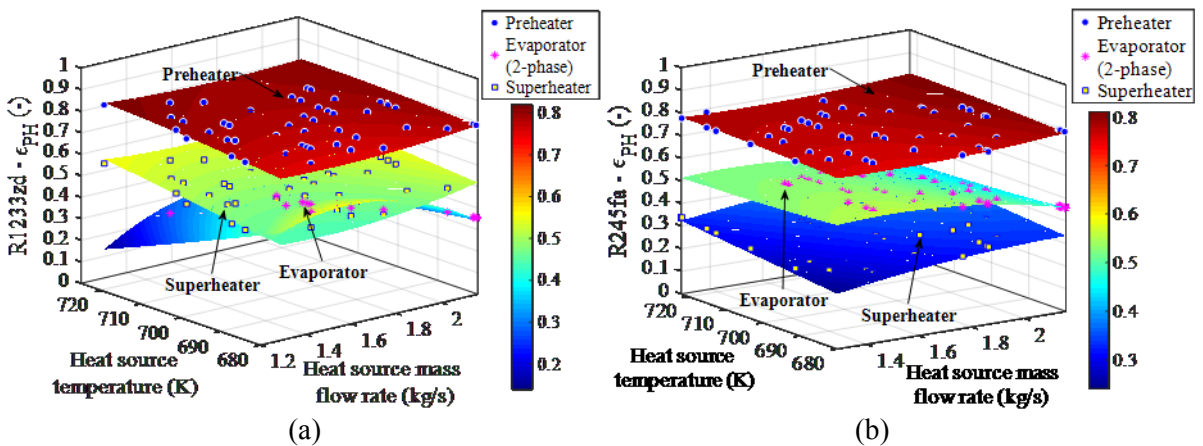 Preheater
Evaporator
(2-phase)
Superheater
R1233zd - ϵPH (-)
1
0.9
0.8
0.7
0.6
0.5
0.4
0.3
0.2
0.1
0
Preheater
Superheater
Evaporator
720
710
700
690
680
Heat source
temperature (K)
1.2
1.4
1.6
1.8
2
Heat source mass
flow rate (kg/s)
0.8
0.7
0.6
0.5
0.4
0.3
0.2
(a)
Preheater
Evaporator
(2-phase)
Superheater
R245fa - ϵPH (-)
1
0.9
0.8
0.7
0.6
0.5
0.4
0.3
0.2
0.1
0
Preheater
Evaporator
Superheater
720
710
700
690
680
Heat source
temperature (K)
1.4
1.6
1.8
2
Heat source mass
flow rate (kg/s)
0.8
0.7
0.6
0.5
0.4
0.3
(b)